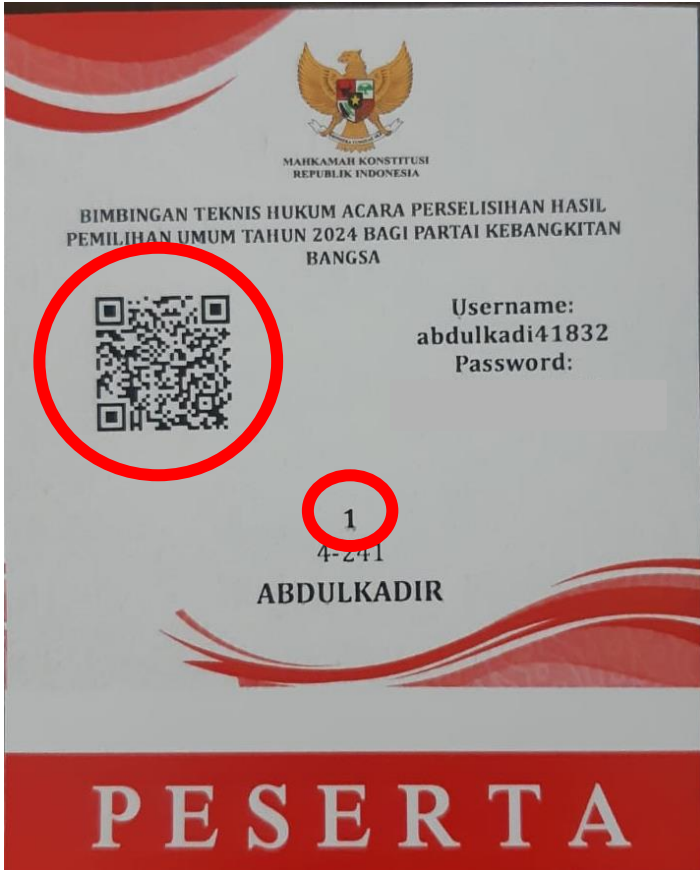 MAHKAMAH KONSTITUSI
REPUBLIK INDONESIA
BIMBINGAN TEKNIS HUKUM ACARA PERSELISIHAN HASIL
PEMILIHAN UMUM TAHUN 2024 BAGI PARTAI KEBANGKITAN
BANGSA
Username:
abdulkadi41832
Password:
1
4-241
ABDULKADIR
PESERTA